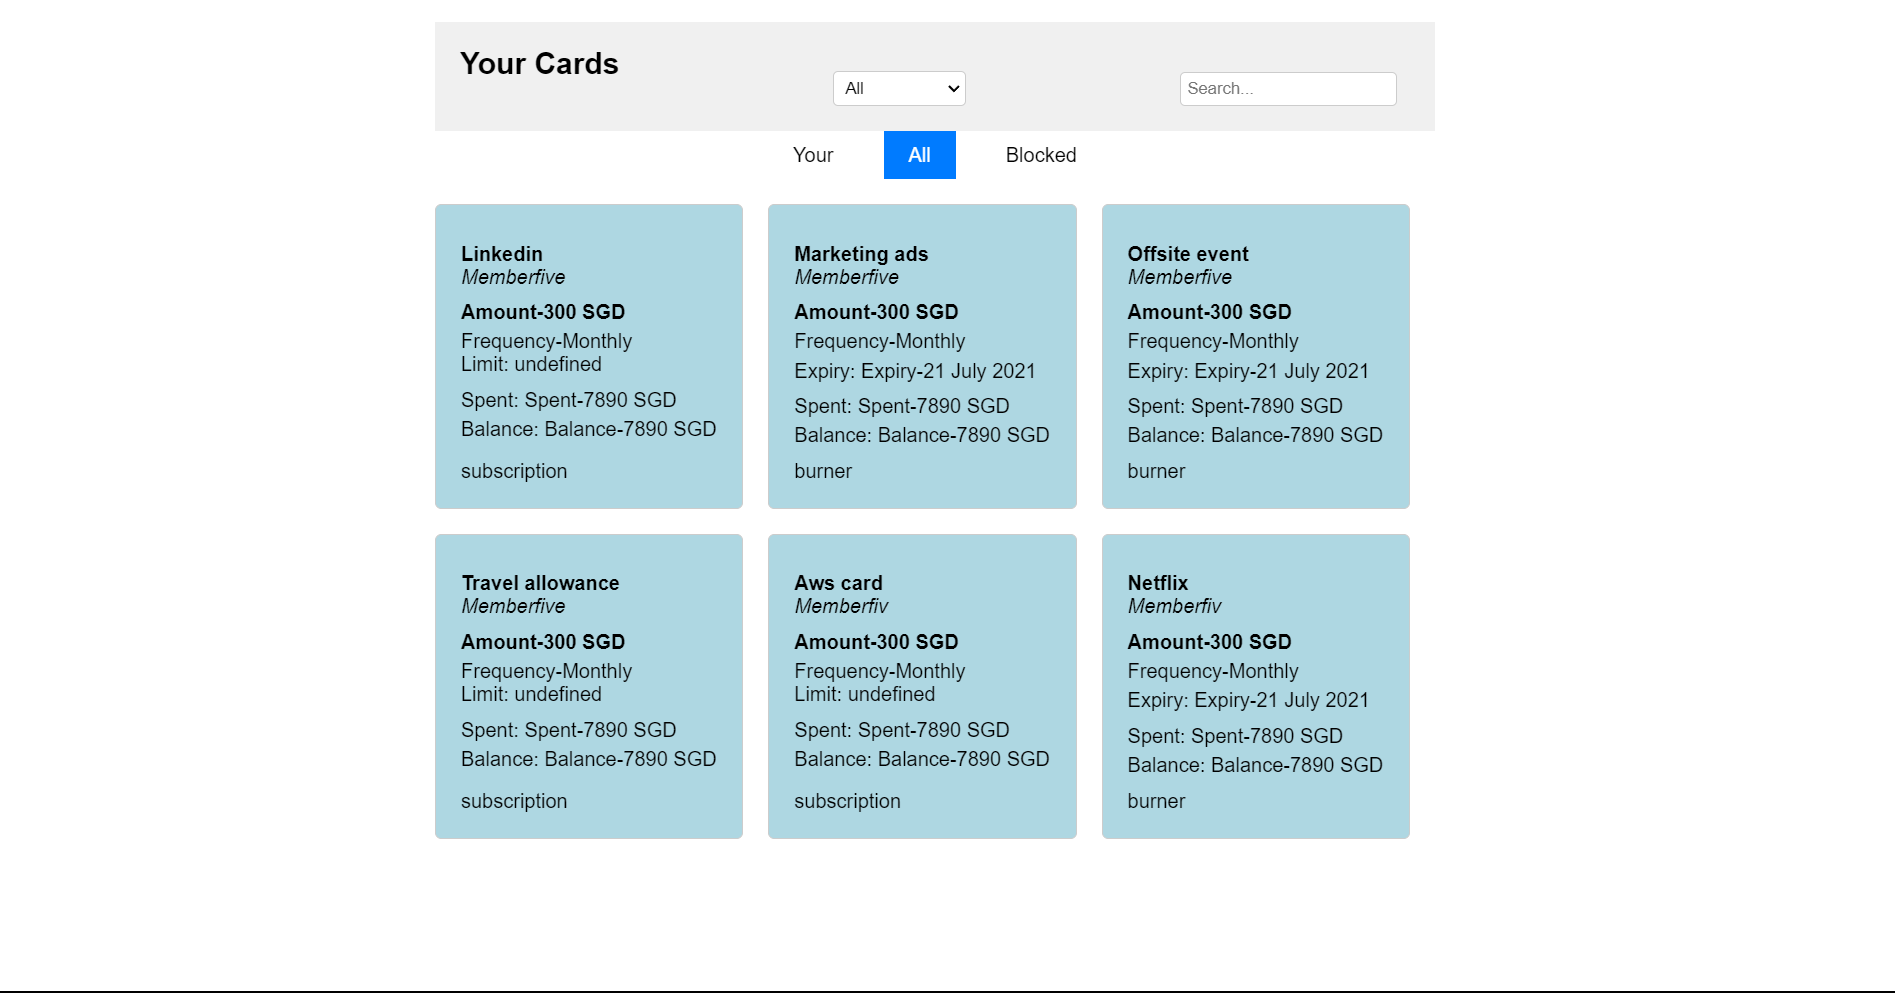 Your Cards
All
Search...
Your
All
Blocked
Linkedin
Memberfive
Amount-300 SGD
Frequency-Monthly
Limit: undefined
Spent: Spent-7890 SGD
Balance: Balance-7890 SGD
subscription
Marketing ads
Memberfive
Amount-300 SGD
Frequency-Monthly
Expiry: Expiry-21 July 2021
Spent: Spent-7890 SGD
Balance: Balance-7890 SGD
burner
Offsite event
Memberfive
Amount-300 SGD
Frequency-Monthly
Expiry: Expiry-21 July 2021
Spent: Spent-7890 SGD
Balance: Balance-7890 SGD
burner
Travel allowance
Memberfive
Amount-300 SGD
Frequency-Monthly
Limit: undefined
Spent: Spent-7890 SGD
Balance: Balance-7890 SGD
subscription
Aws card
Memberfiv
Amount-300 SGD
Frequency-Monthly
Limit: undefined
Spent: Spent-7890 SGD
Balance: Balance-7890 SGD
subscription
Netflix
Memberfiv
Amount-300 SGD
Frequency-Monthly
Expiry: Expiry-21 July 2021
Spent: Spent-7890 SGD
Balance: Balance-7890 SGD
burner